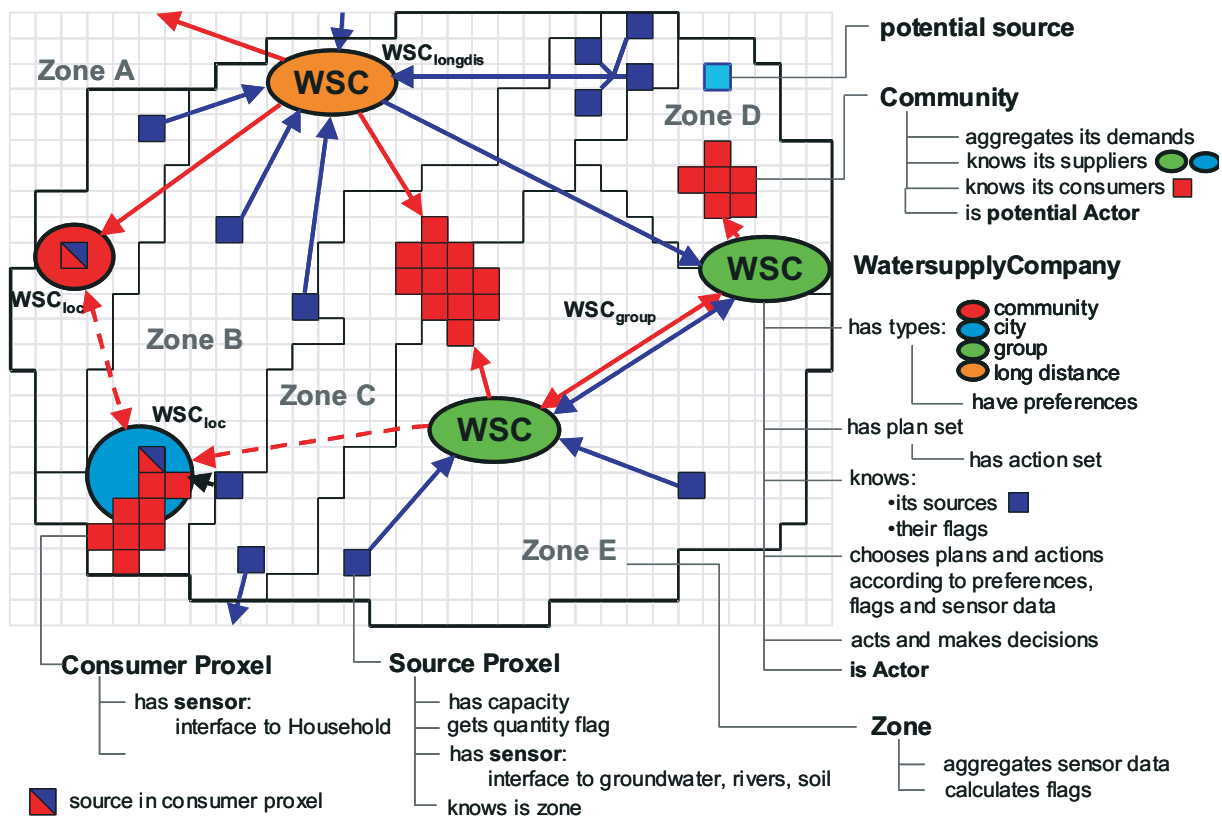 Zone A
WSC
WSClongdis
Zone D
WSCloc
Zone B
WSC
WSCgroup
Zone C
WSCloc
WSC
Zone E
potential source
Community
aggregates its demands
knows its suppliers
knows its consumers
is potential Actor
WatersupplyCompany
has types:
community
city
group
long distance
have preferences
has plan set
has action set
knows:
•its sources
•their flags
chooses plans and actions
according to preferences,
flags and sensor data
acts and makes decisions
is Actor
Consumer Proxel
has sensor:
interface to Household
source in consumer proxel
Source Proxel
has capacity
gets quantity flag
has sensor:
interface to groundwater, rivers, soil
knows is zone
Zone
aggregates sensor data
calculates flags